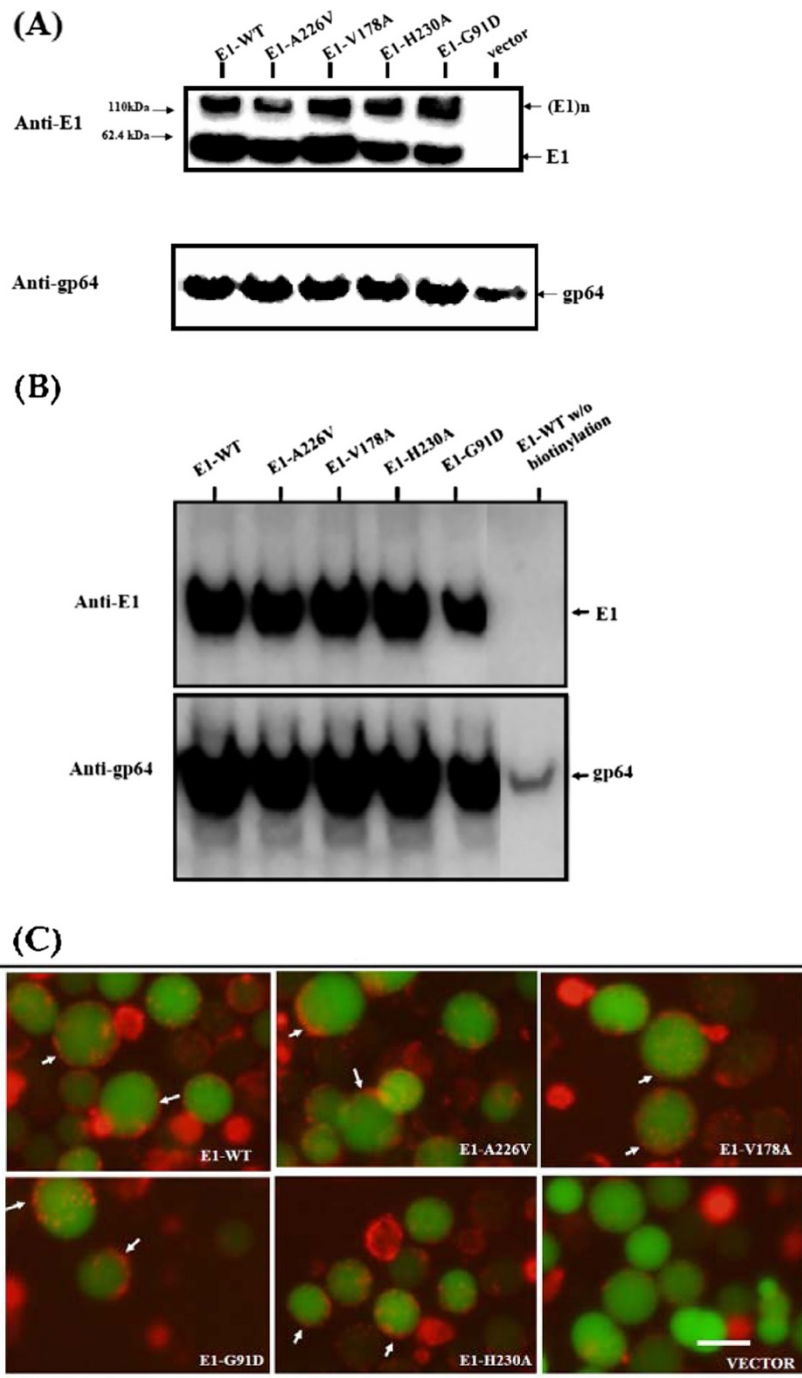 (A)
E1-WT
E1-A226V
E1-V178A
E1-H230A
E1-G91D
vector
Anti-E1
110kDa
62.4 kDa
(E1)n
E1
Anti-gp64
gp64
(B)
E1-WT
E1-A226V
E1-V178A
E1-H230A
E1-G91D
E1-WT w/o
biotinylation
Anti-E1
E1
Anti-gp64
gp64
(C)
E1-WT
E1-A226V
E1-V178A
E1-G91D
E1-H230A
VECTOR